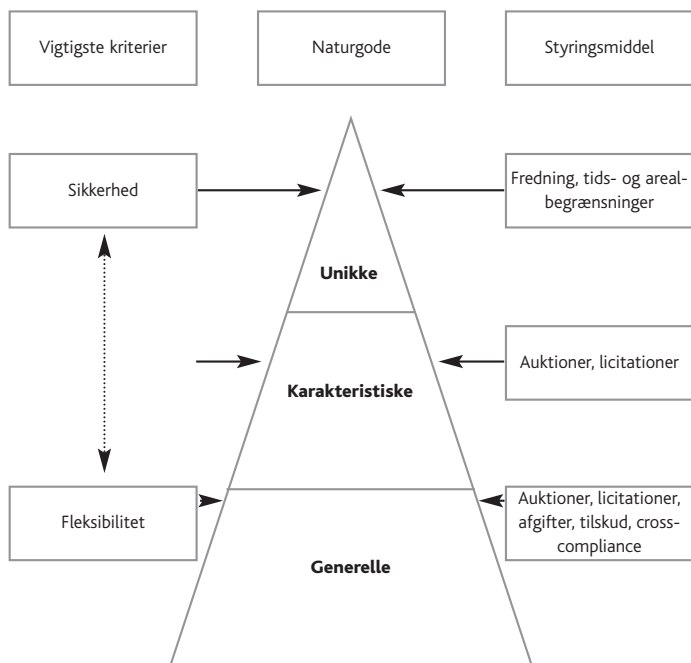 Vigtigste kriterier
Naturgode
Styringsmiddel
Sikkerhed
Fredning, tids- og areal-
begrænsninger
Unikke
Auktioner, licitationer
Karakteristiske
Fleksibilitet
Auktioner, licitationer,
afgifter, tilskud, cross-
compliance
Generelle